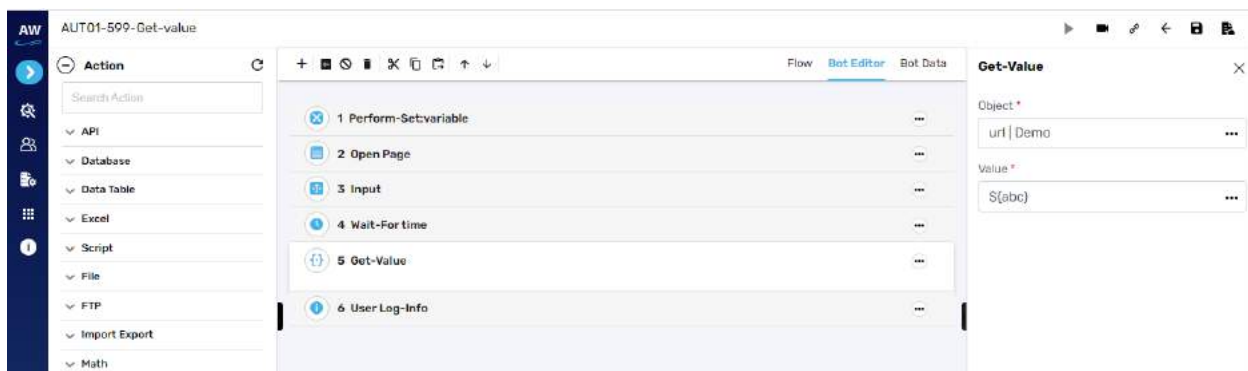 AW
AUT01-599-Get-value
Action
Search Action
API
Database
Data Table
Excel
Script
File
FTP
Import Export
Math
Flow
Bot Editor
Bot Data
1 Perform-Set:variable
2 Open Page
3 Input
4 Wait-For time
5 Get-Value
6 User Log-Info
Get-Value
Object *
url | Demo
Value *
${abc}